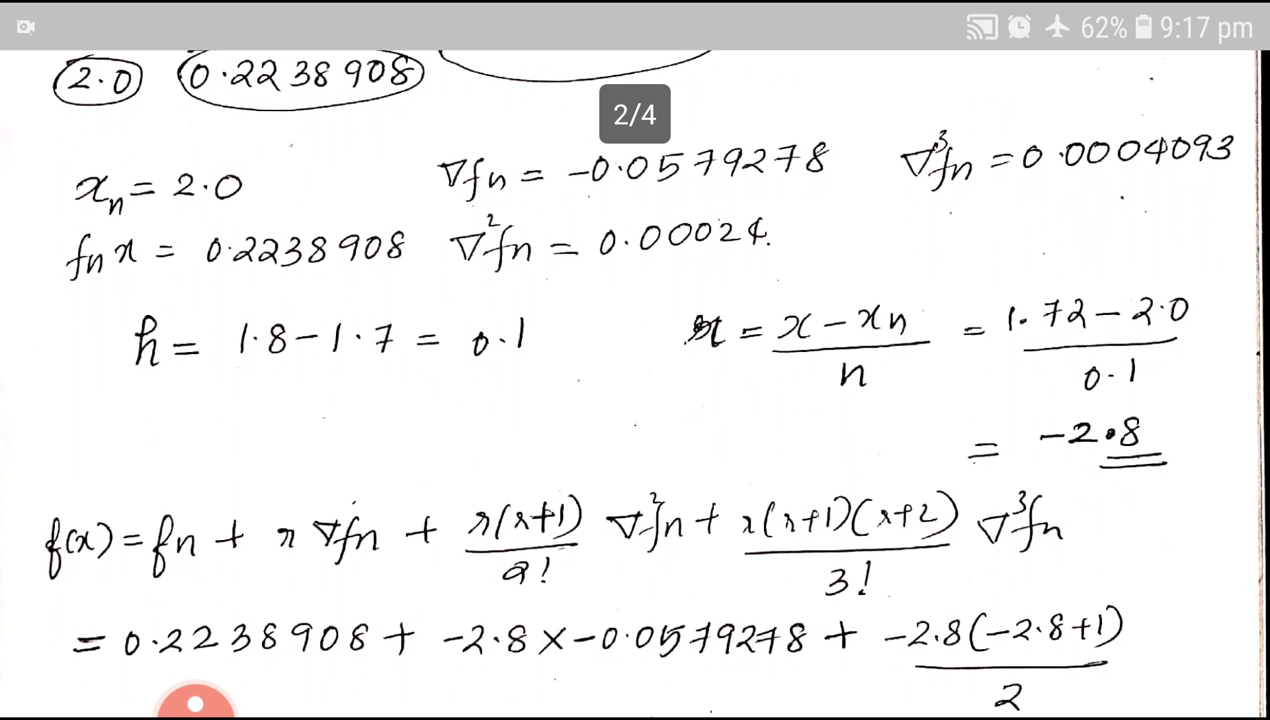 62% 9:17 pm
2.0 0.2238908
2/4
xₙ = 2.0 ∇fn = -0.0579278 ∇³fn = 0.0004093
fn x = 0.2238908 ∇²fn = 0.00024.
h = 1.8 - 1.7 = 0.1 r = (x - xn)/n = (1.72 - 2.0)/0.1
= -2.8
f(x) = fn + r ∇fn + r(r+1)/2! ∇²fn + r(r+1)(r+2)/3! ∇³fn
= 0.2238908 + -2.8 × -0.0579278 + -2.8(-2.8+1)/2